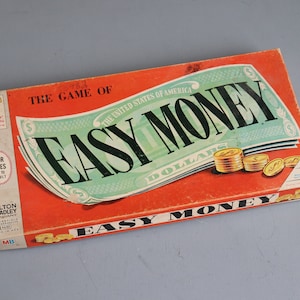 THE GAME OF
THE UNITED STATES OF AMERICA
EASY MONEY
DOLLARS
EASY MONEY